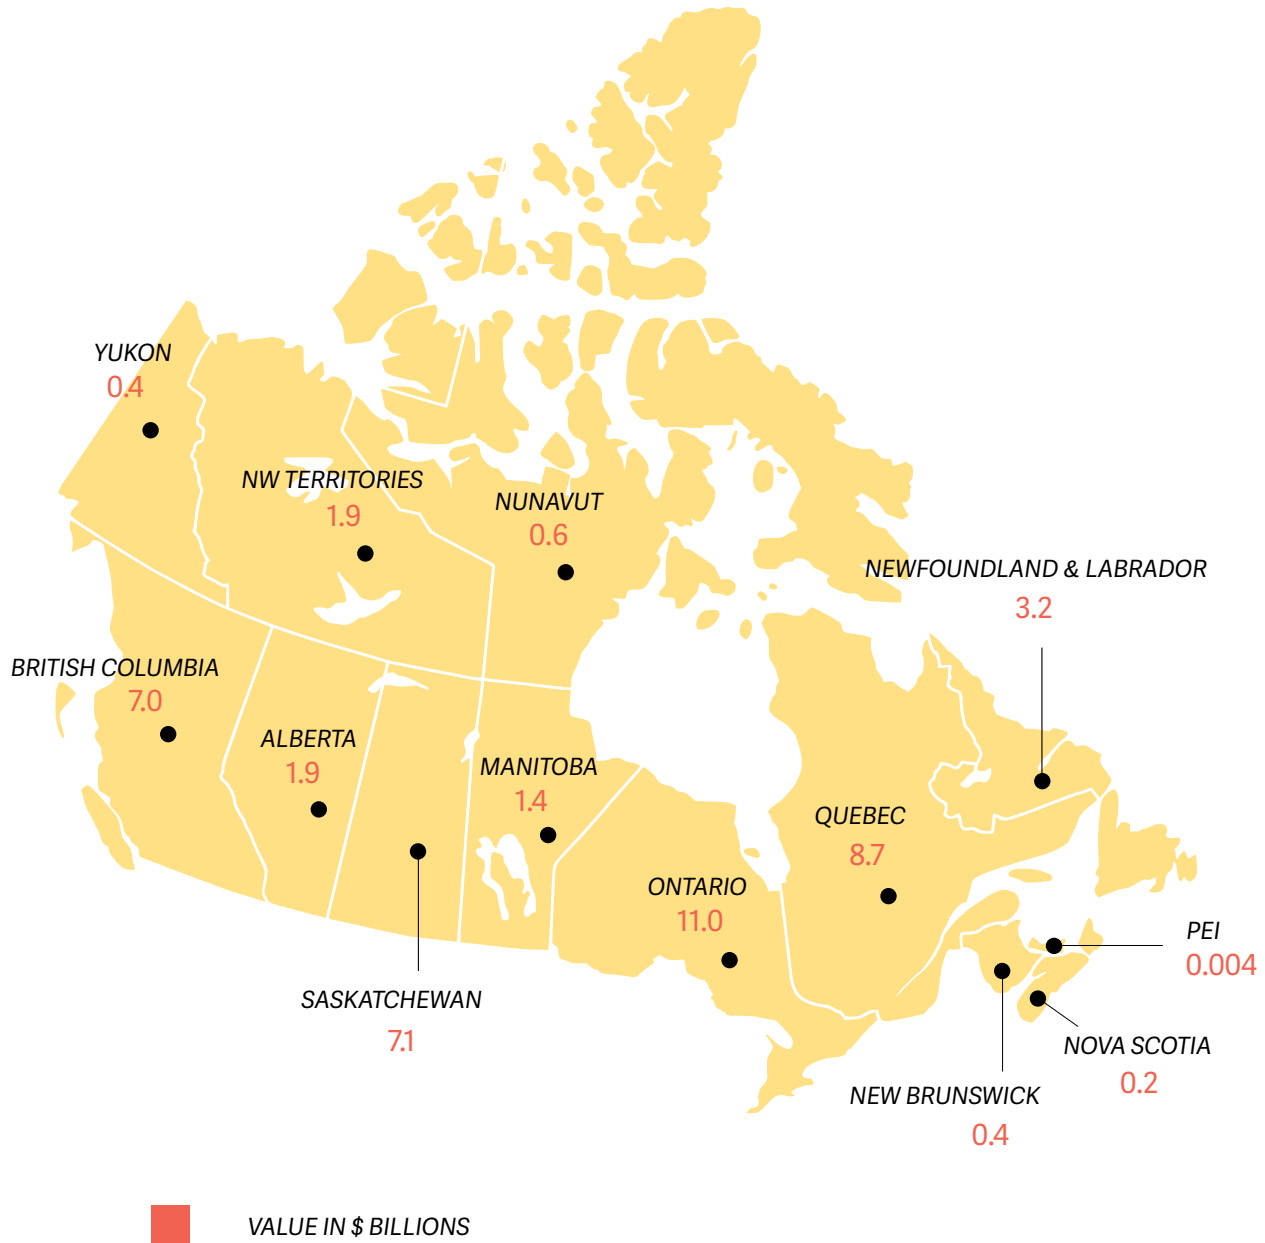 YUKON
0.4
NW TERRITORIES
1.9
NUNAVUT
0.6
NEWFOUNDLAND & LABRADOR
3.2
BRITISH COLUMBIA
7.0
ALBERTA
1.9
MANITOBA
1.4
QUEBEC
8.7
ONTARIO
11.0
PEI
0.004
SASKATCHEWAN
7.1
NOVA SCOTIA
0.2
NEW BRUNSWICK
0.4
VALUE IN $ BILLIONS